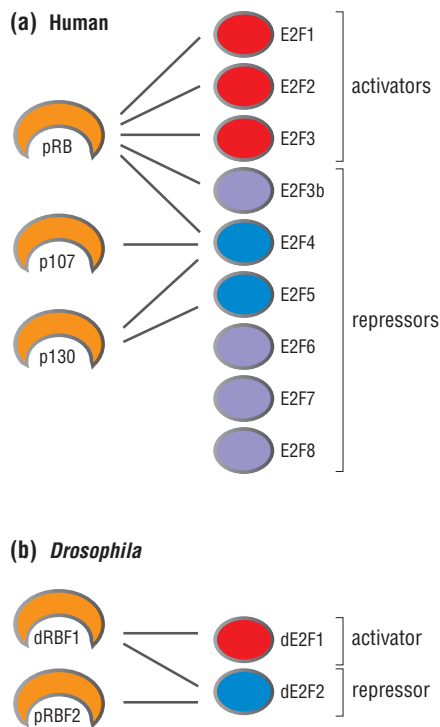 (a) Human
E2F1
E2F2
activators
E2F3
pRB
E2F3b
E2F4
p107
E2F5
repressors
p130
E2F6
E2F7
E2F8
(b) Drosophila
dRBF1
dE2F1
activator
dE2F2
repressor
pRBF2